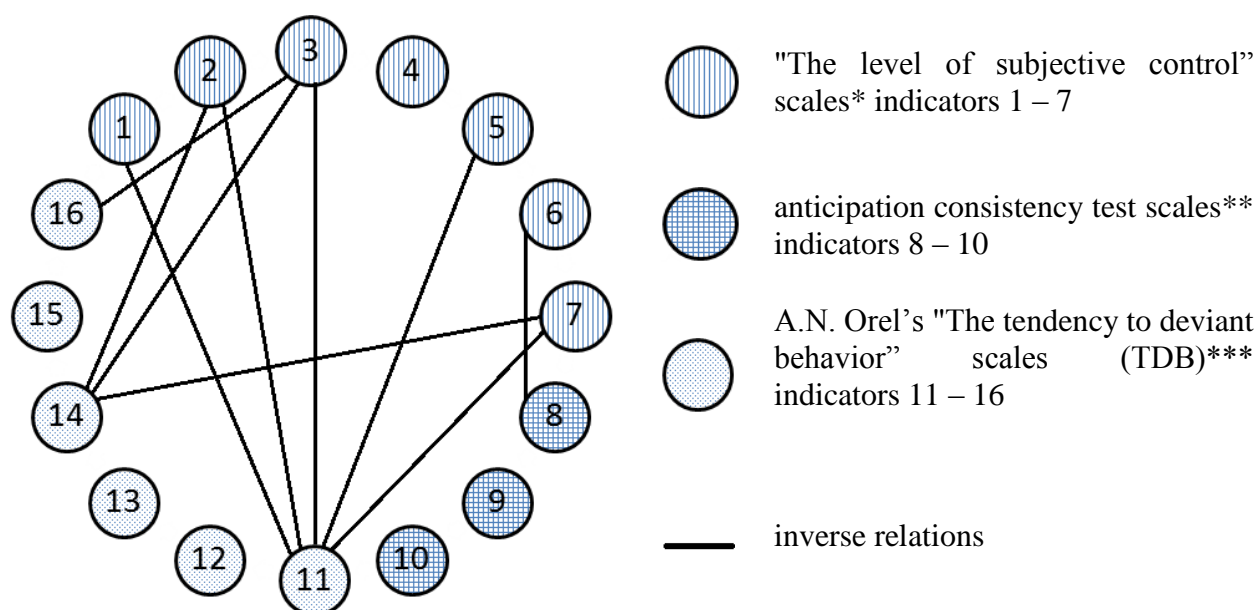 3
2
4
1
5
16
6
15
7
14
8
13
9
12
10
11
"The level of subjective control”
scales* indicators 1 – 7
anticipation consistency test scales**
indicators 8 – 10
A.N. Orel’s "The tendency to deviant
behavior” scales (TDB)***
indicators 11 – 16
inverse relations